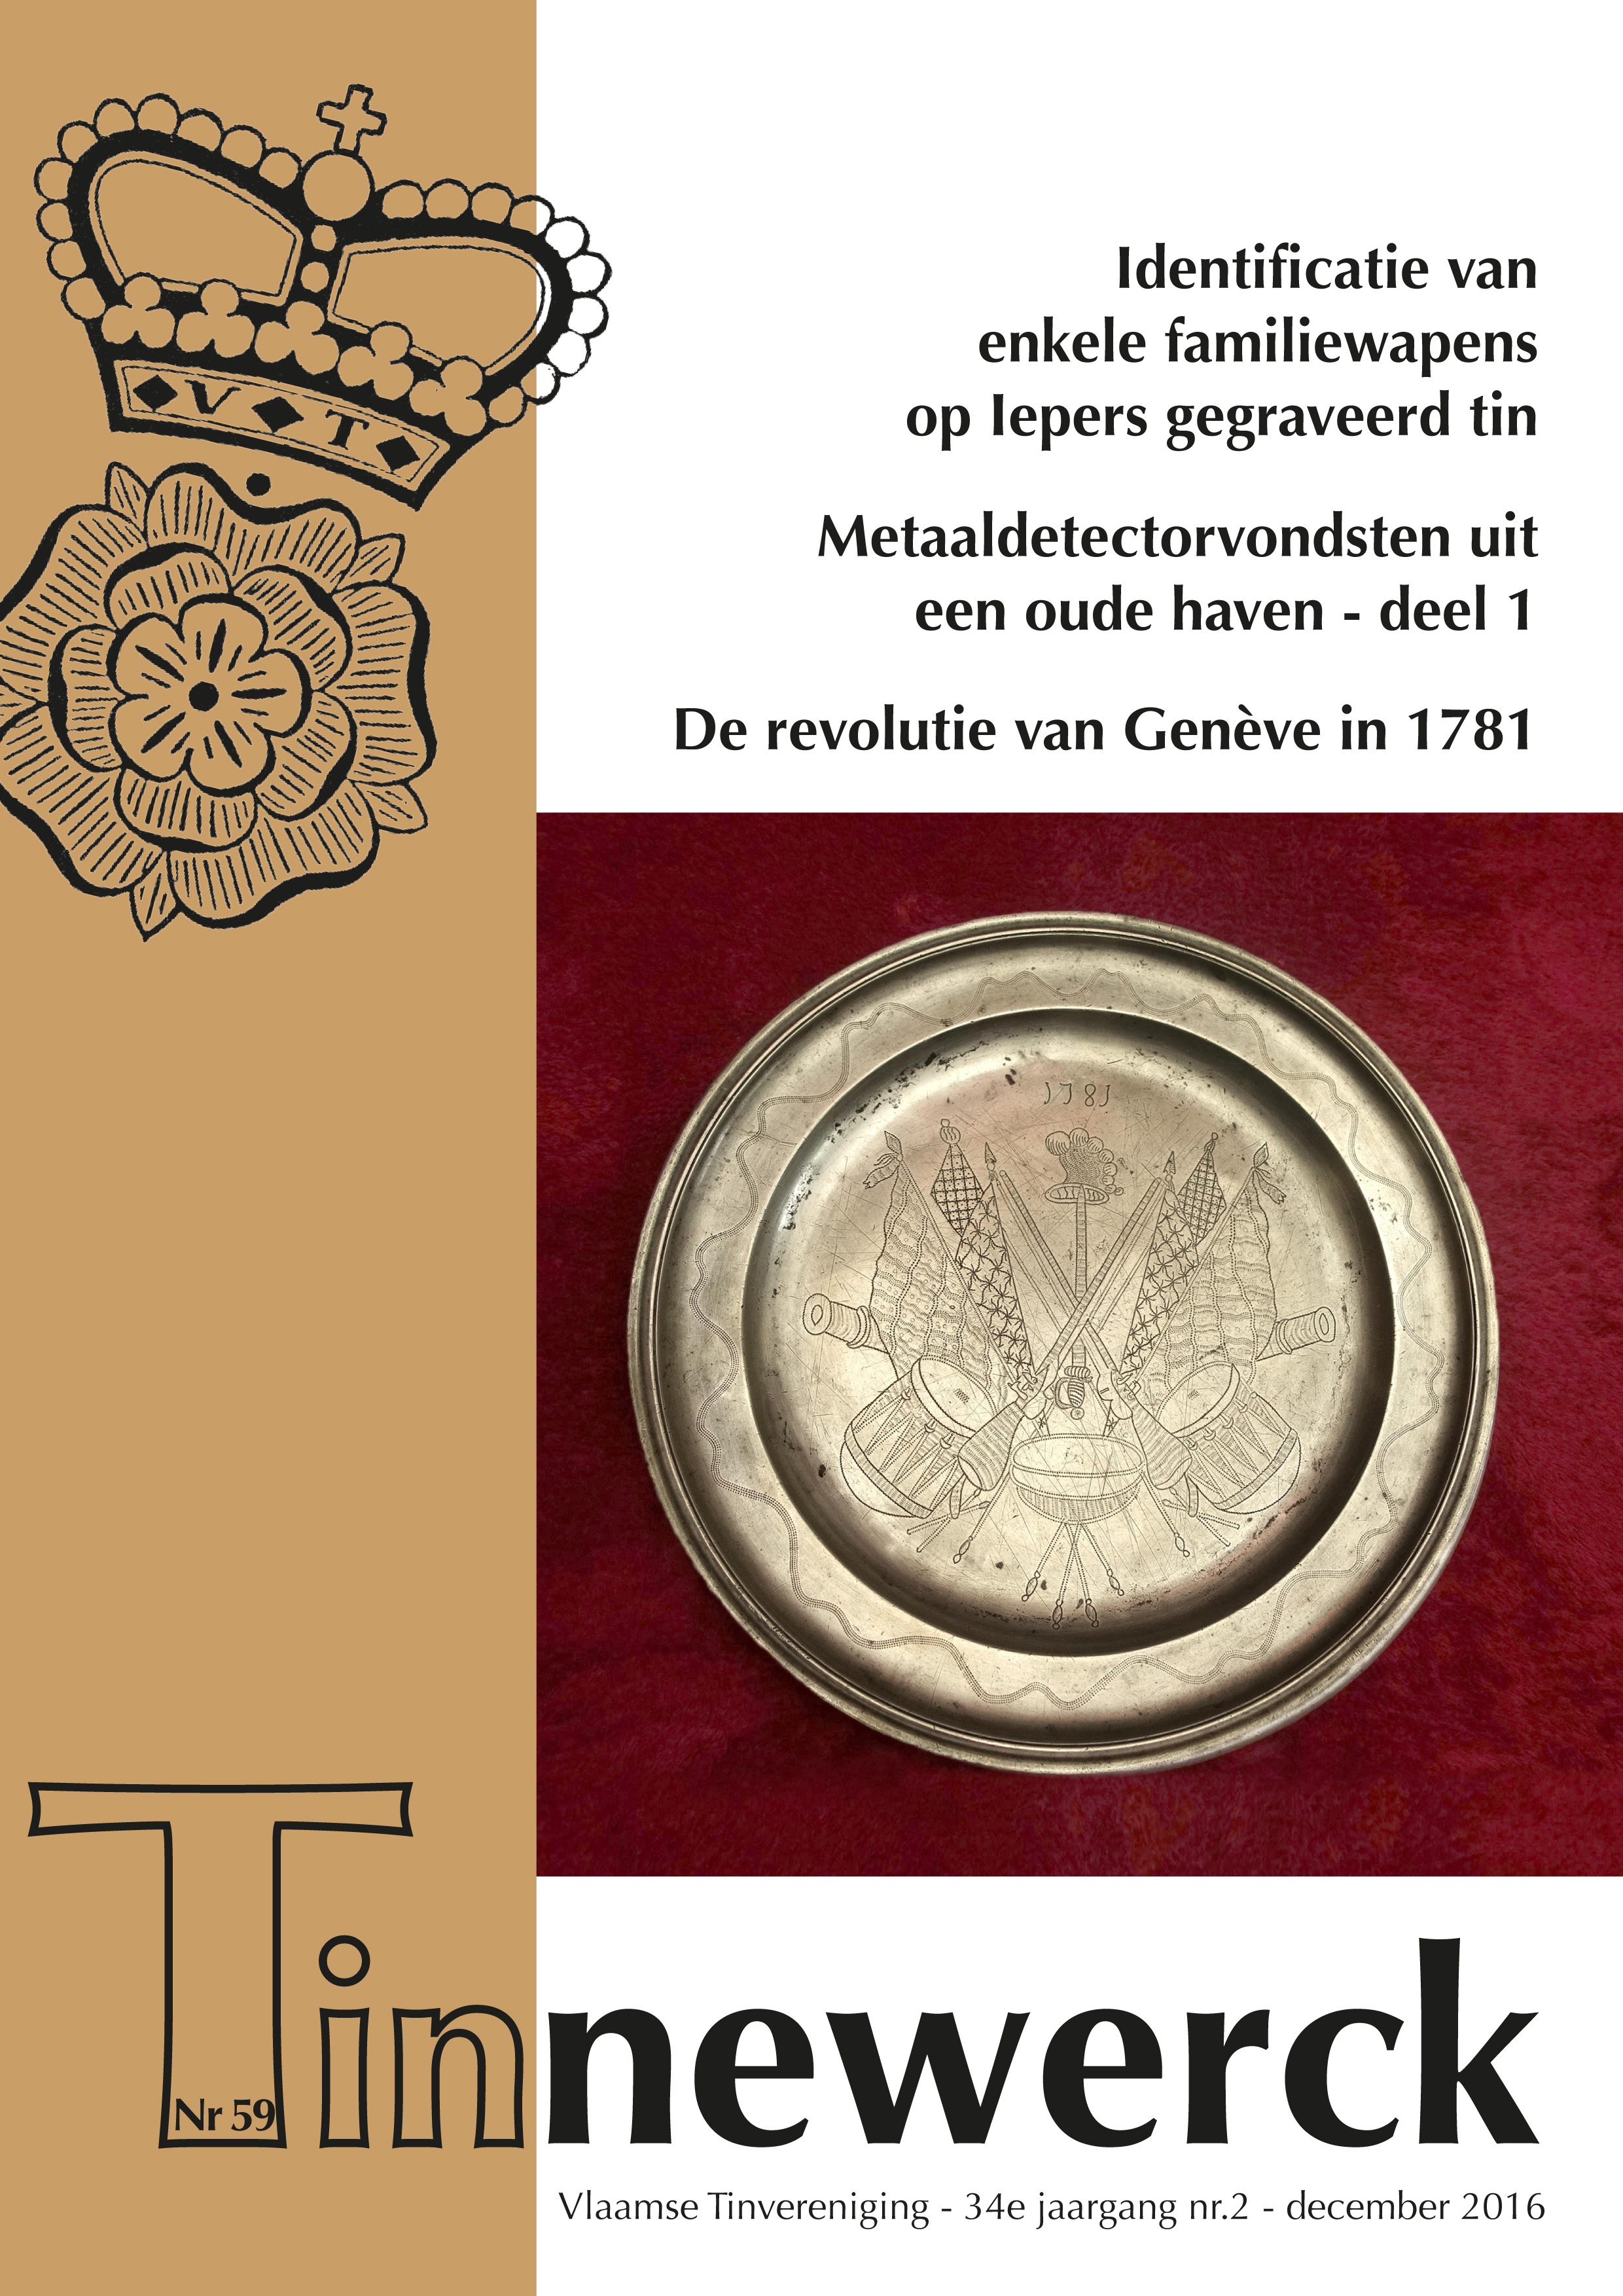 V T
Identificatie van
enkele familiewapens
op Iepers gegraveerd tin
Metaaldetectorvondsten uit
een oude haven - deel 1
De revolutie van Genève in 1781
1781
Tinnewerck
Nr 59
Vlaamse Tinvereniging - 34e jaargang nr.2 - december 2016